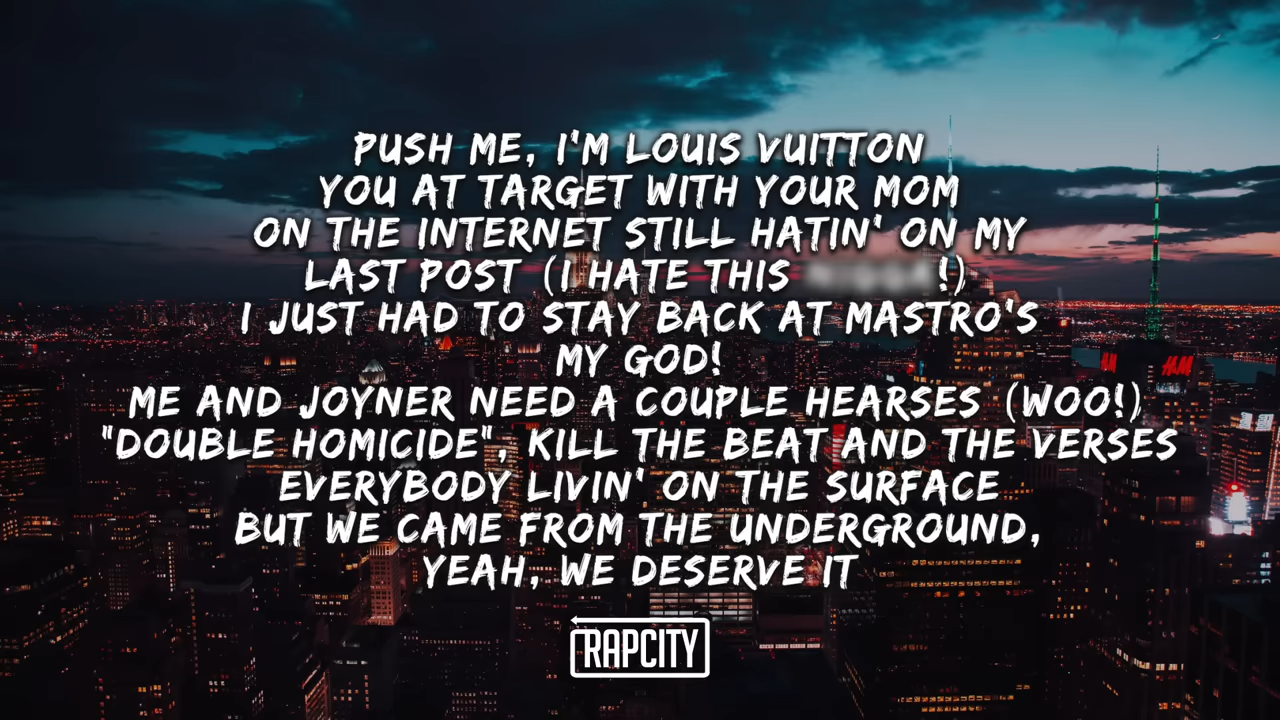 PUSH ME, I'M LOUIS VUITTON
YOU AT TARGET WITH YOUR MOM
ON THE INTERNET STILL HATIN' ON MY
LAST POST (I HATE THIS !)
I JUST HAD TO STAY BACK AT MASTRO'S
MY GOD!
ME AND JOYNER NEED A COUPLE HEARSES (WOO!)
"DOUBLE HOMICIDE", KILL THE BEAT AND THE VERSES
EVERYBODY LIVIN' ON THE SURFACE
BUT WE CAME FROM THE UNDERGROUND,
YEAH, WE DESERVE IT
RAPCITY
H&M